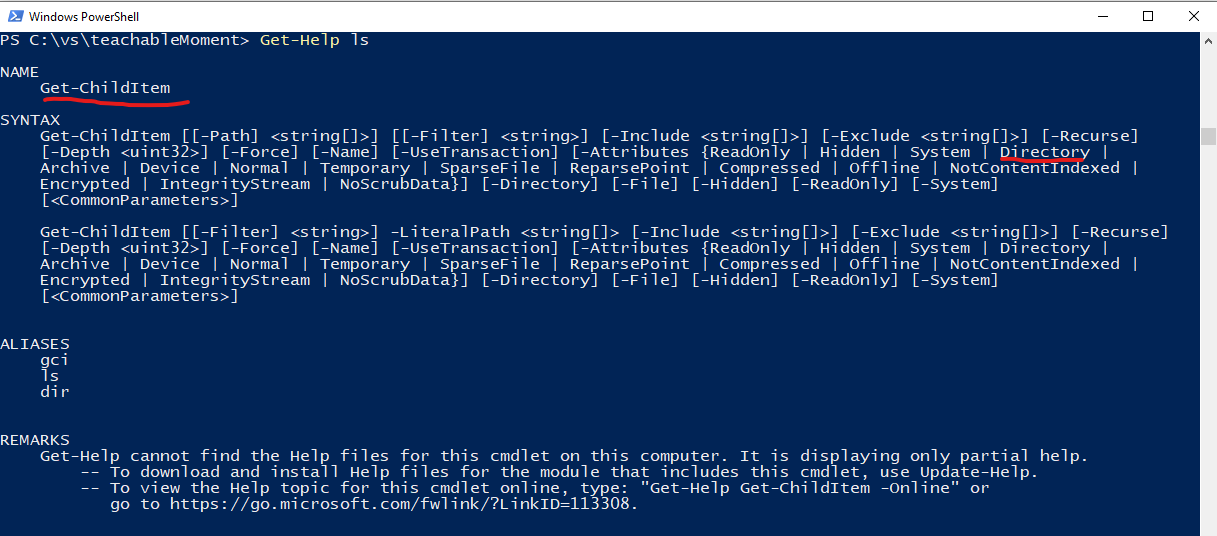 Windows PowerShell
PS C:\vs\teachableMoment> Get-Help ls
NAME
Get-ChildItem
SYNTAX
Get-ChildItem [[-Path] <string[]>] [[-Filter] <string>] [-Include <string[]>] [-Exclude <string[]>] [-Recurse]
[-Depth <uint32>] [-Force] [-Name] [-UseTransaction] [-Attributes {ReadOnly | Hidden | System | Directory |
Archive | Device | Normal | Temporary | SparseFile | ReparsePoint | Compressed | Offline | NotContentIndexed |
Encrypted | IntegrityStream | NoScrubData}] [-Directory] [-File] [-Hidden] [-ReadOnly] [-System]
[<CommonParameters>]
Get-ChildItem [[-Filter] <string>] -LiteralPath <string[]> [-Include <string[]>] [-Exclude <string[]>] [-Recurse]
[-Depth <uint32>] [-Force] [-Name] [-UseTransaction] [-Attributes {ReadOnly | Hidden | System | Directory |
Archive | Device | Normal | Temporary | SparseFile | ReparsePoint | Compressed | Offline | NotContentIndexed |
Encrypted | IntegrityStream | NoScrubData}] [-Directory] [-File] [-Hidden] [-ReadOnly] [-System]
[<CommonParameters>]
ALIASES
gci
ls
dir
REMARKS
Get-Help cannot find the Help files for this cmdlet on this computer. It is displaying only partial help.
-- To download and install Help files for the module that includes this cmdlet, use Update-Help.
-- To view the Help topic for this cmdlet online, type: "Get-Help Get-ChildItem -Online" or
go to https://go.microsoft.com/fwlink/?LinkID=113308.